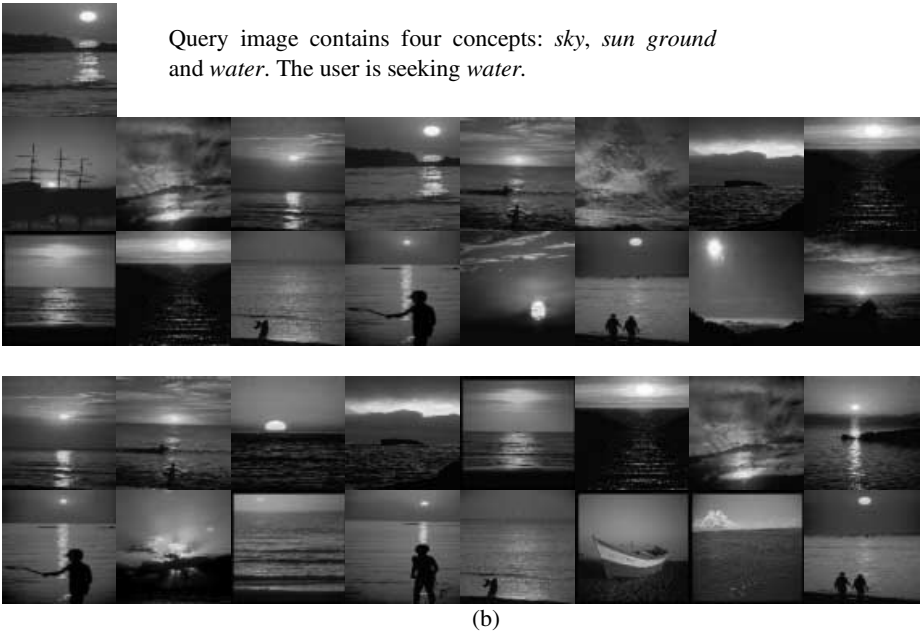 Query image contains four concepts: sky, sun ground
and water. The user is seeking water.
(b)